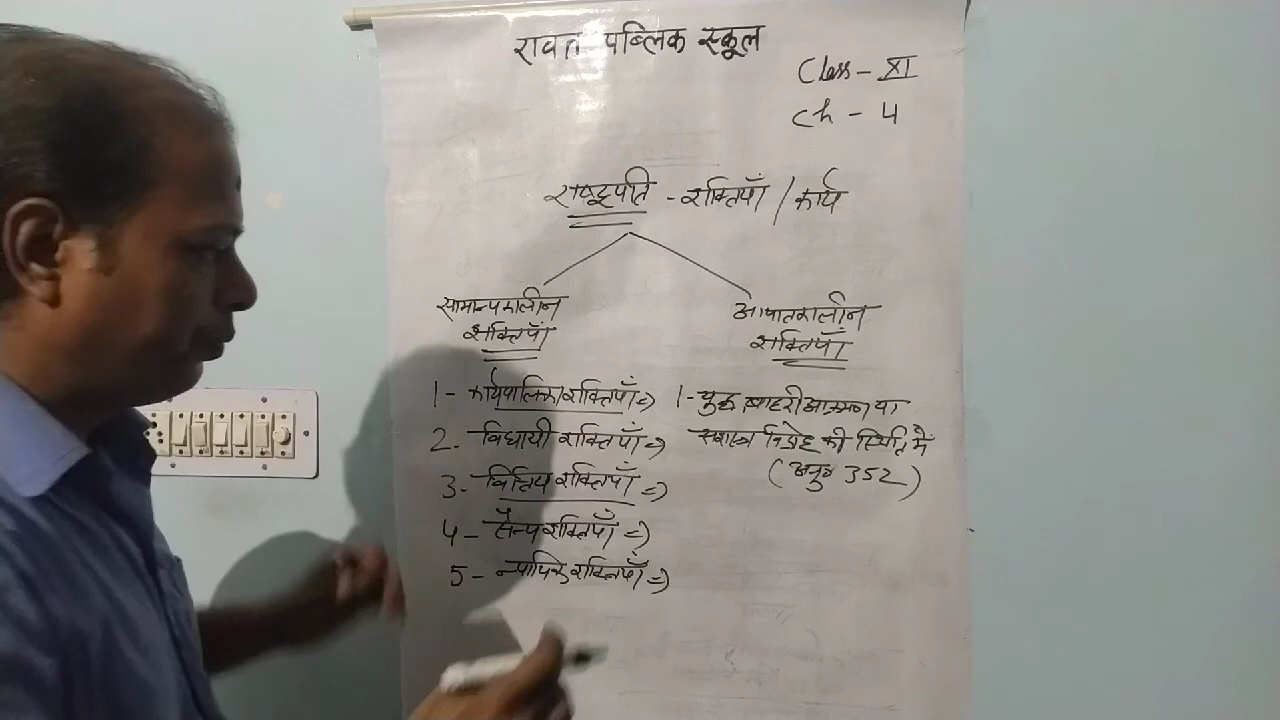 रावत पब्लिक स्कूल
Class - XI
Ch - 4
राष्ट्रपति - शक्तियाँ / कार्य
सामान्यकालीन
शक्तियाँ
आपातकालीन
शक्तियाँ
1- कार्यपालिका शक्तियाँ =>
2- विधायी शक्तियाँ =>
3- वित्तिय शक्तियाँ =>
4- सैन्य शक्तियाँ =>
5- न्यायिक शक्तियाँ =>
1- युद्ध, बाहरी आक्रमण या
सशस्त्र विद्रोह की स्थिति में
(अनु॰ 352)